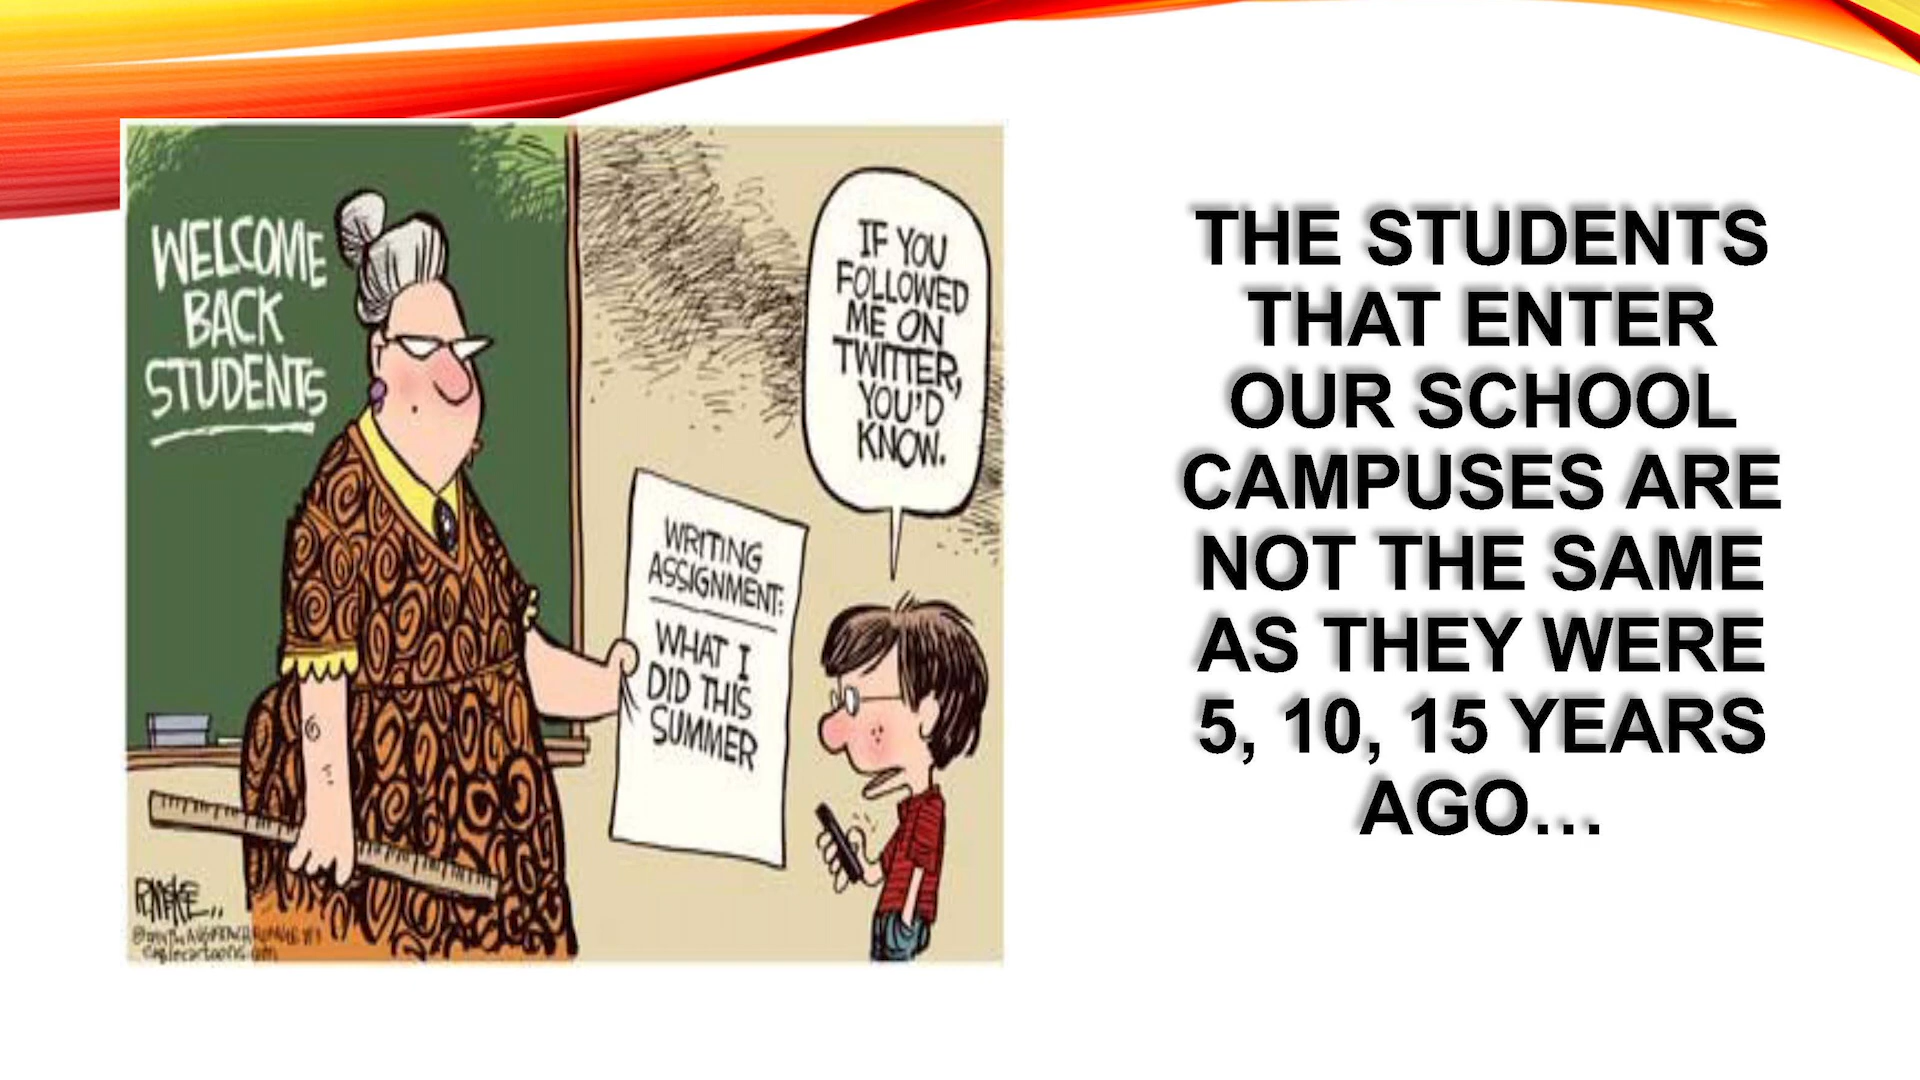 WELCOME
BACK
STUDENTS
IF YOU
FOLLOWED
ME ON
TWITTER,
YOU'D
KNOW.
WRITING
ASSIGNMENT:
WHAT I
DID THIS
SUMMER
THE STUDENTS
THAT ENTER
OUR SCHOOL
CAMPUSES ARE
NOT THE SAME
AS THEY WERE
5, 10, 15 YEARS
AGO...